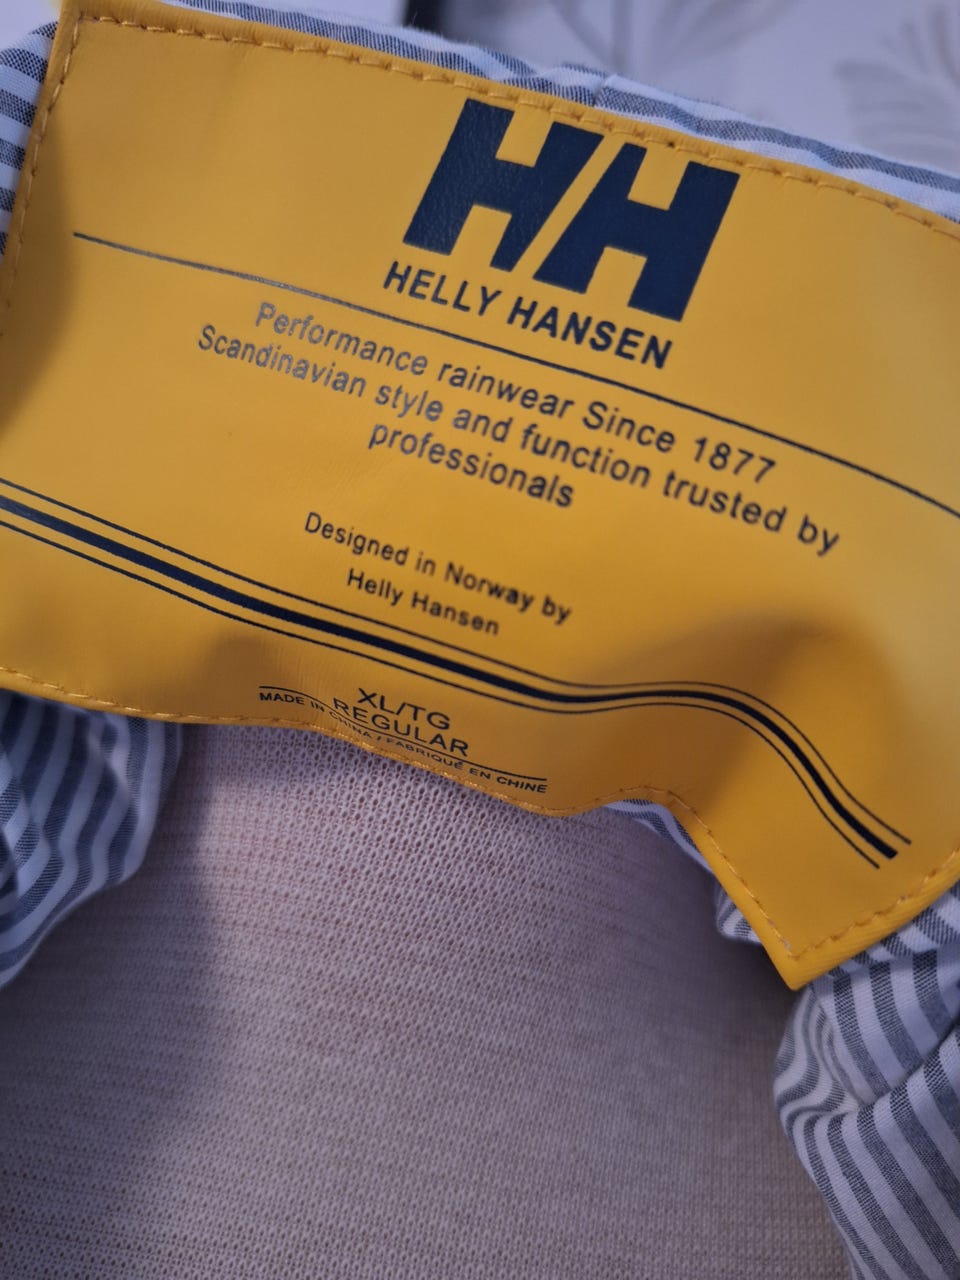 HH
HELLY HANSEN
Performance rainwear Since 1877
Scandinavian style and function trusted by
professionals
Designed in Norway by
Helly Hansen
XL/TG
REGULAR
MADE IN CHINA / FABRIQUÉ EN CHINE